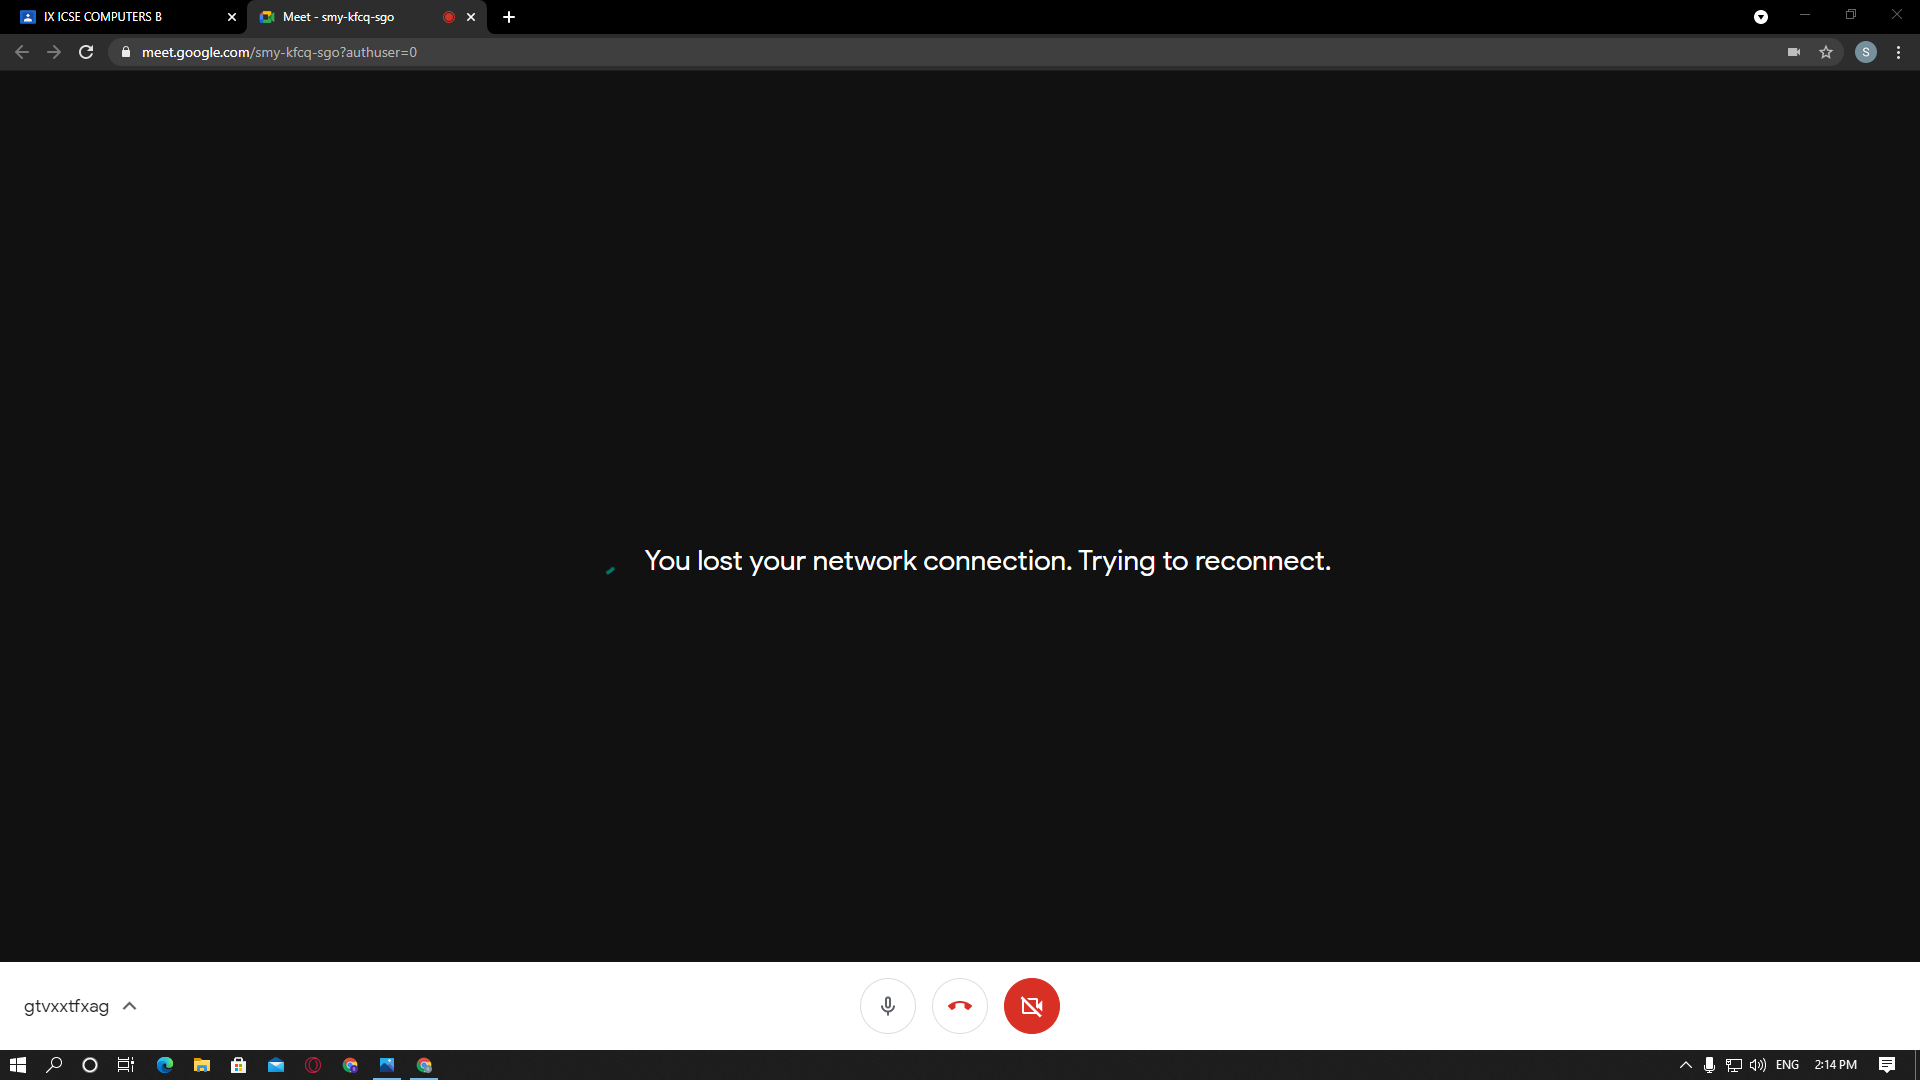 IX ICSE COMPUTERS B
Meet - smy-kfcq-sgo
meet.google.com/smy-kfcq-sgo?authuser=0
S
You lost your network connection. Trying to reconnect.
gtvxxtfxag
ENG
2:14 PM